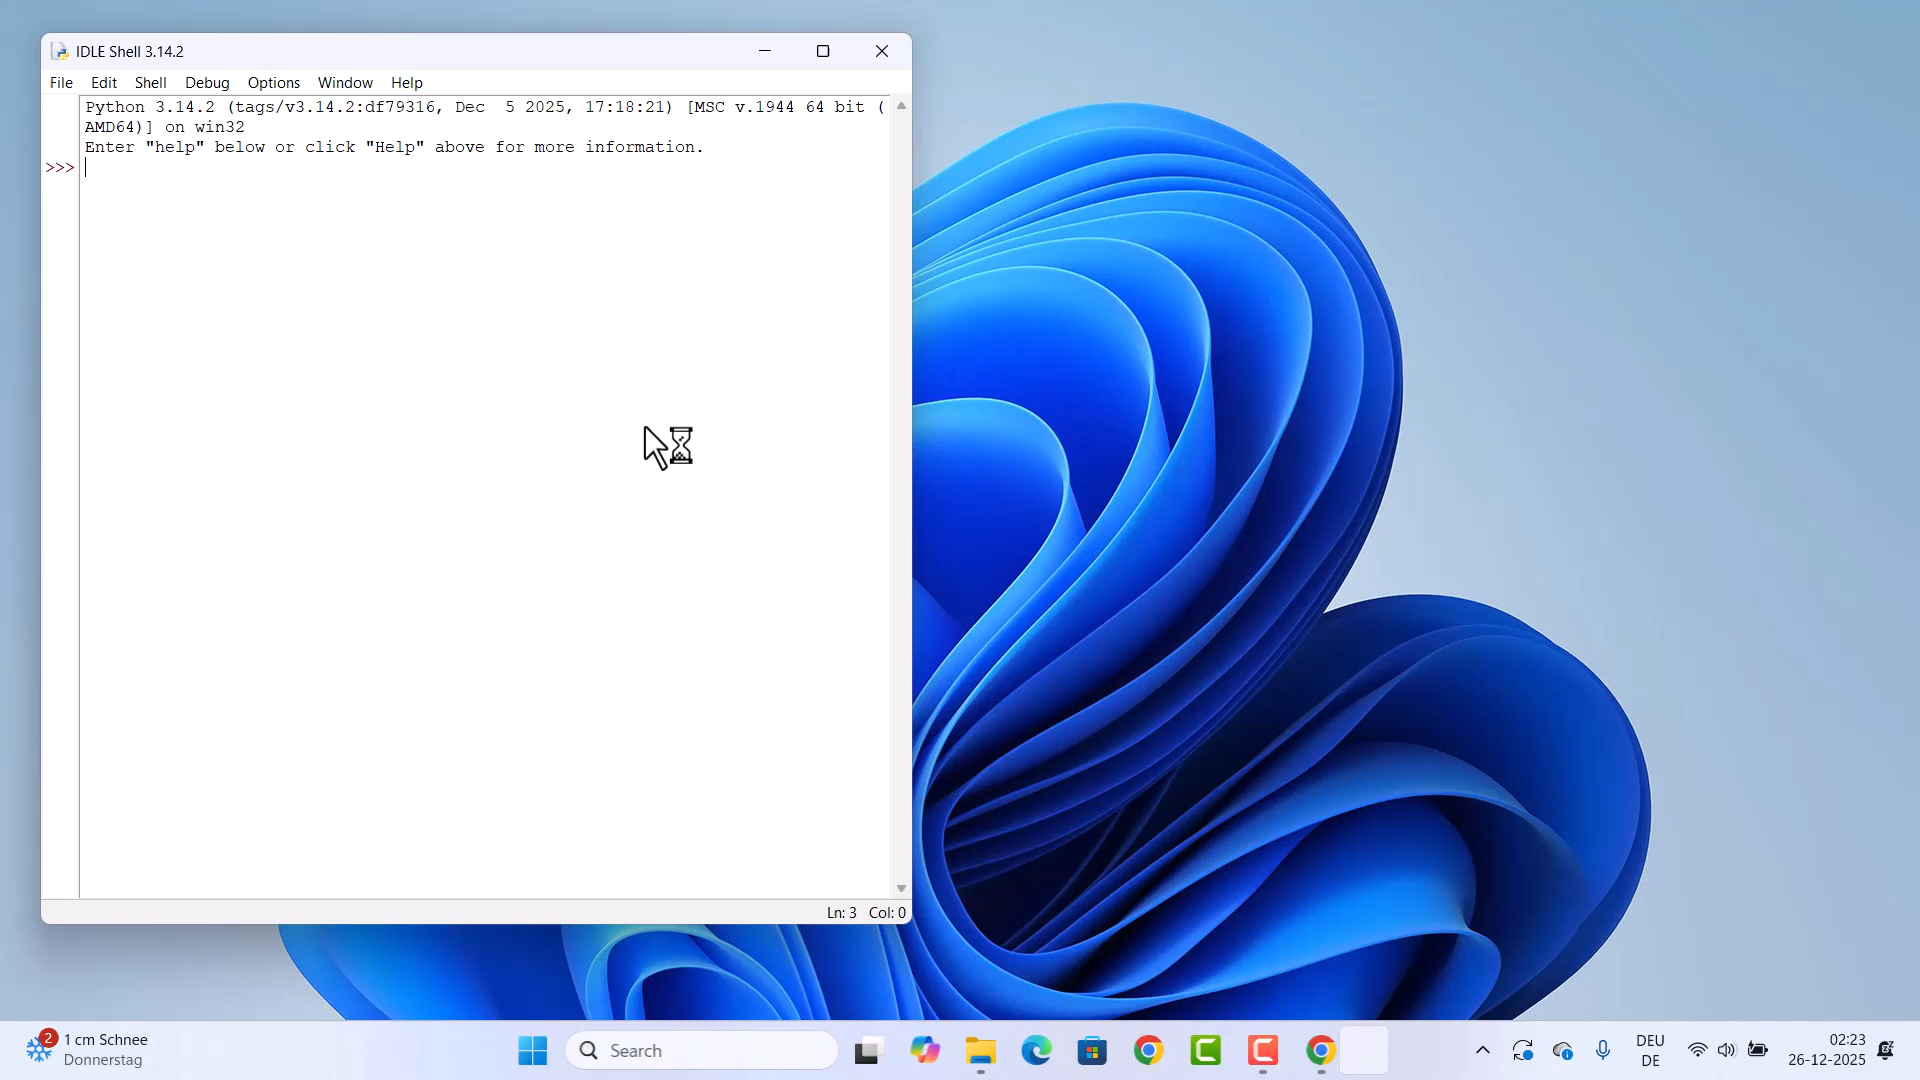 IDLE Shell 3.14.2
File Edit Shell Debug Options Window Help
Python 3.14.2 (tags/v3.14.2:df79316, Dec  5 2025, 17:18:21) [MSC v.1944 64 bit (
AMD64)] on win32
Enter "help" below or click "Help" above for more information.
>>>
Ln: 3 Col: 0
2
1 cm Schnee
Donnerstag
Search
DEU
DE
02:23
26-12-2025